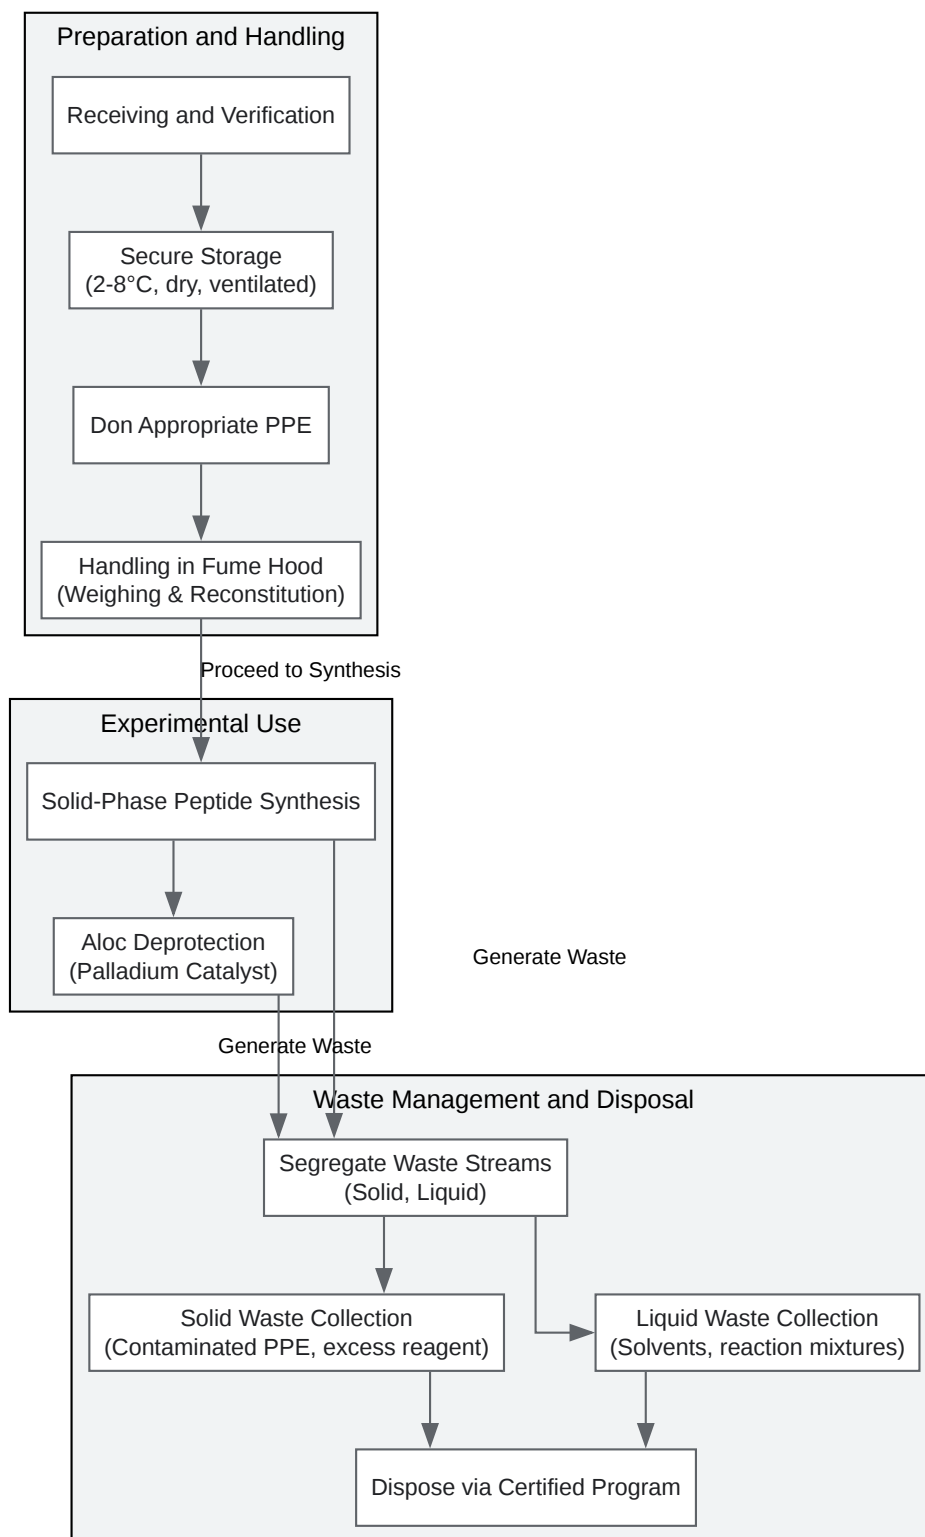 Preparation and Handling
Receiving and Verification
Secure Storage
(2-8°C, dry, ventilated)
Don Appropriate PPE
Handling in Fume Hood
(Weighing & Reconstitution)
Proceed to Synthesis
Experimental Use
Solid-Phase Peptide Synthesis
Aloc Deprotection
(Palladium Catalyst)
Generate Waste
Generate Waste
Waste Management and Disposal
Segregate Waste Streams
(Solid, Liquid)
Solid Waste Collection
(Contaminated PPE, excess reagent)
Liquid Waste Collection
(Solvents, reaction mixtures)
Dispose via Certified Program